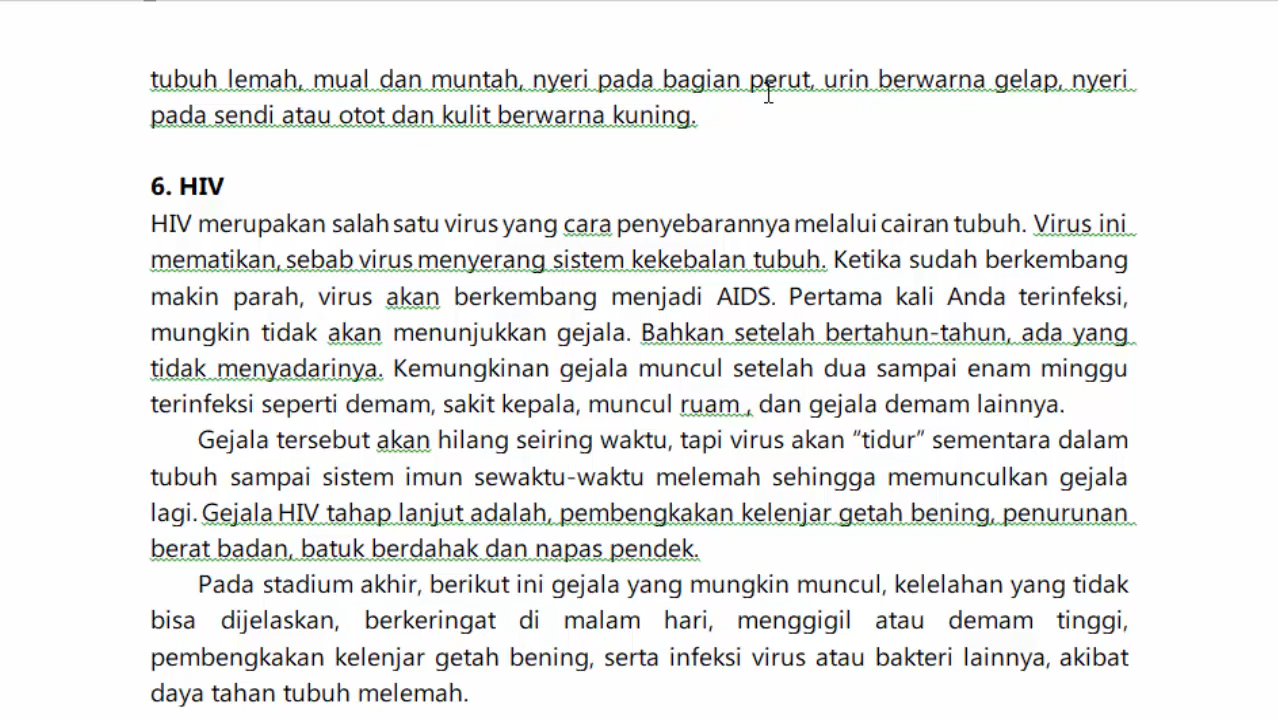 tubuh lemah, mual dan muntah, nyeri pada bagian perut, urin berwarna gelap, nyeri
pada sendi atau otot dan kulit berwarna kuning.
6. HIV
HIV merupakan salah satu virus yang cara penyebarannya melalui cairan tubuh. Virus ini
mematikan, sebab virus menyerang sistem kekebalan tubuh. Ketika sudah berkembang
makin parah, virus akan berkembang menjadi AIDS. Pertama kali Anda terinfeksi,
mungkin tidak akan menunjukkan gejala. Bahkan setelah bertahun-tahun, ada yang
tidak menyadarinya. Kemungkinan gejala muncul setelah dua sampai enam minggu
terinfeksi seperti demam, sakit kepala, muncul ruam , dan gejala demam lainnya.
Gejala tersebut akan hilang seiring waktu, tapi virus akan “tidur” sementara dalam
tubuh sampai sistem imun sewaktu-waktu melemah sehingga memunculkan gejala
lagi. Gejala HIV tahap lanjut adalah, pembengkakan kelenjar getah bening, penurunan
berat badan, batuk berdahak dan napas pendek.
Pada stadium akhir, berikut ini gejala yang mungkin muncul, kelelahan yang tidak
bisa dijelaskan, berkeringat di malam hari, menggigil atau demam tinggi,
pembengkakan kelenjar getah bening, serta infeksi virus atau bakteri lainnya, akibat
daya tahan tubuh melemah.